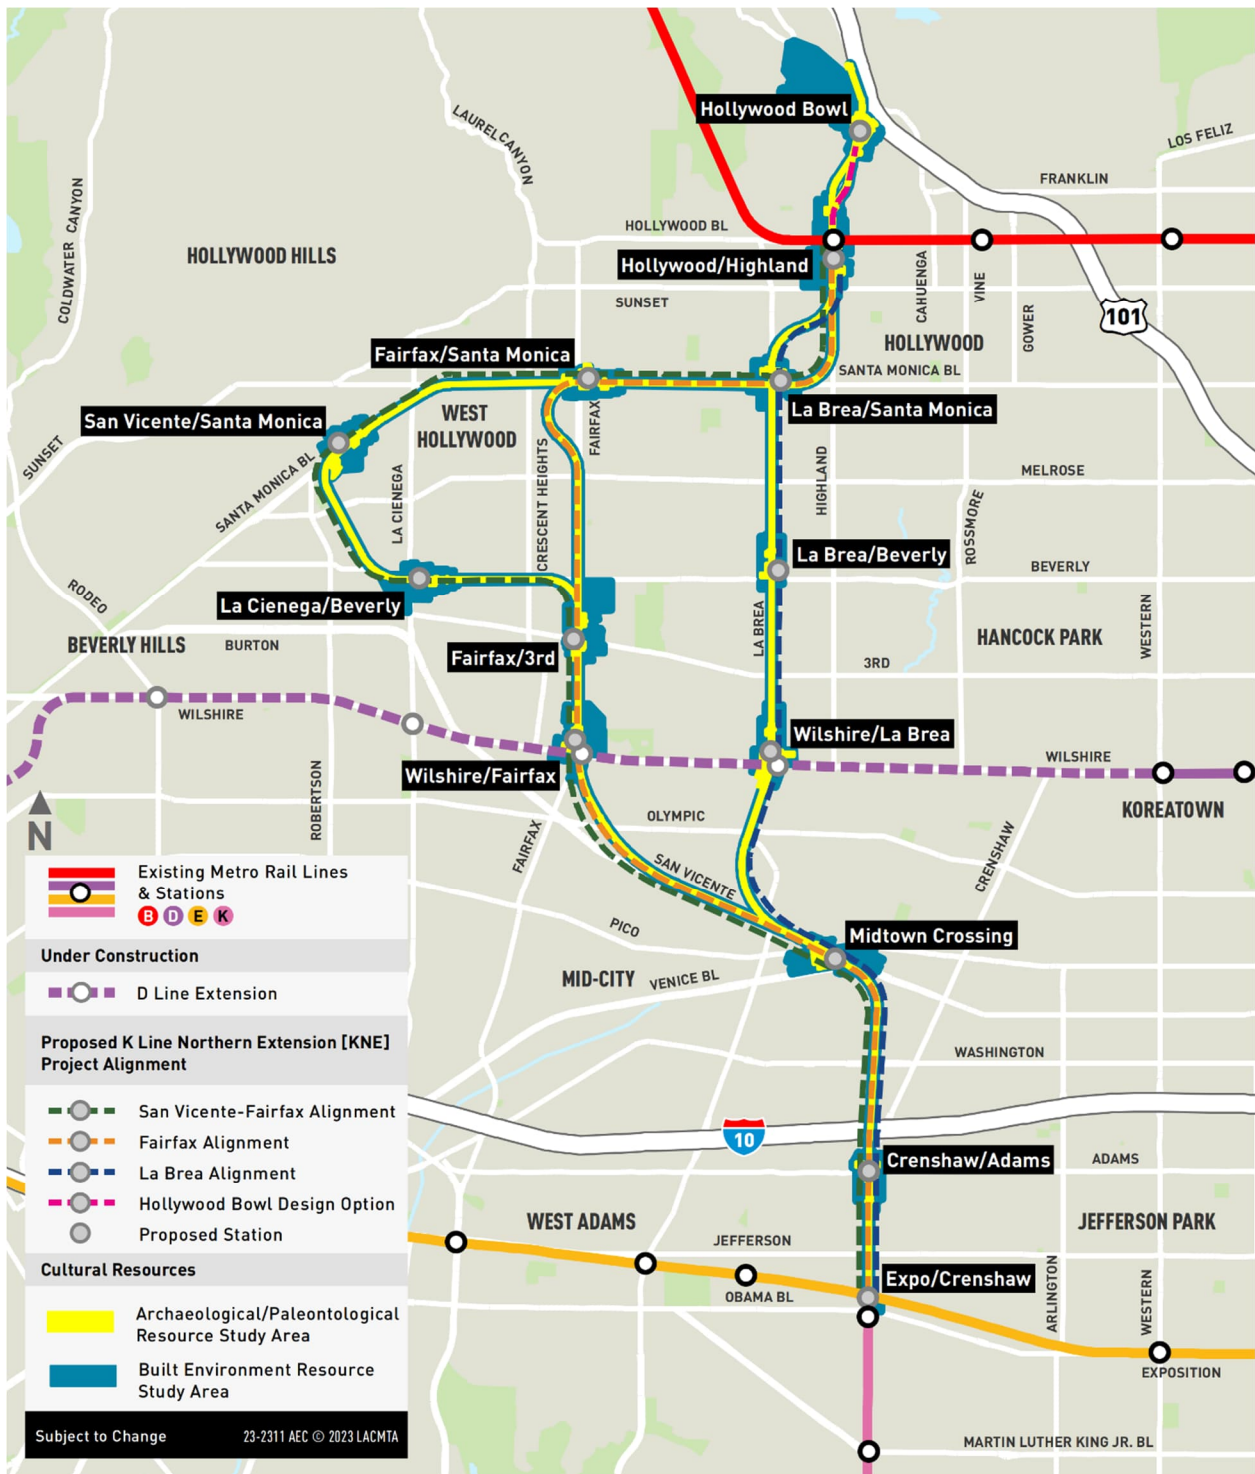 Hollywood Bowl
LAUREL CANYON
LOS FELIZ
FRANKLIN
COLDWATER CANYON
HOLLYWOOD BL
HOLLYWOOD HILLS
Hollywood/Highland
CAHUENGA
VINE
SUNSET
GOWER
101
HOLLYWOOD
Fairfax/Santa Monica
SANTA MONICA BL
La Brea/Santa Monica
San Vicente/Santa Monica
WEST
HOLLYWOOD
FAIRFAX
SUNSET
SANTA MONICA BL
LA CIENEGA
CRESCENT HEIGHTS
HIGHLAND
MELROSE
ROSSMORE
La Brea/Beverly
BEVERLY
RODEO
La Cienega/Beverly
LA BREA
WESTERN
BEVERLY HILLS
BURTON
HANCOCK PARK
Fairfax/3rd
3RD
WILSHIRE
Wilshire/La Brea
WILSHIRE
Wilshire/Fairfax
ROBERTSON
N
OLYMPIC
KOREATOWN
FAIRFAX
SAN VICENTE
CRENSHAW
PICO
Midtown Crossing
MID-CITY
VENICE BL
WASHINGTON
10
Crenshaw/Adams
ADAMS
WEST ADAMS
JEFFERSON
JEFFERSON PARK
Expo/Crenshaw
OBAMA BL
ARLINGTON
WESTERN
EXPOSITION
MARTIN LUTHER KING JR. BL
Existing Metro Rail Lines
& Stations
B D E K
Under Construction
D Line Extension
Proposed K Line Northern Extension [KNE]
Project Alignment
San Vicente-Fairfax Alignment
Fairfax Alignment
La Brea Alignment
Hollywood Bowl Design Option
Proposed Station
Cultural Resources
Archaeological/Paleontological
Resource Study Area
Built Environment Resource
Study Area
Subject to Change
23-2311 AEC © 2023 LACMTA